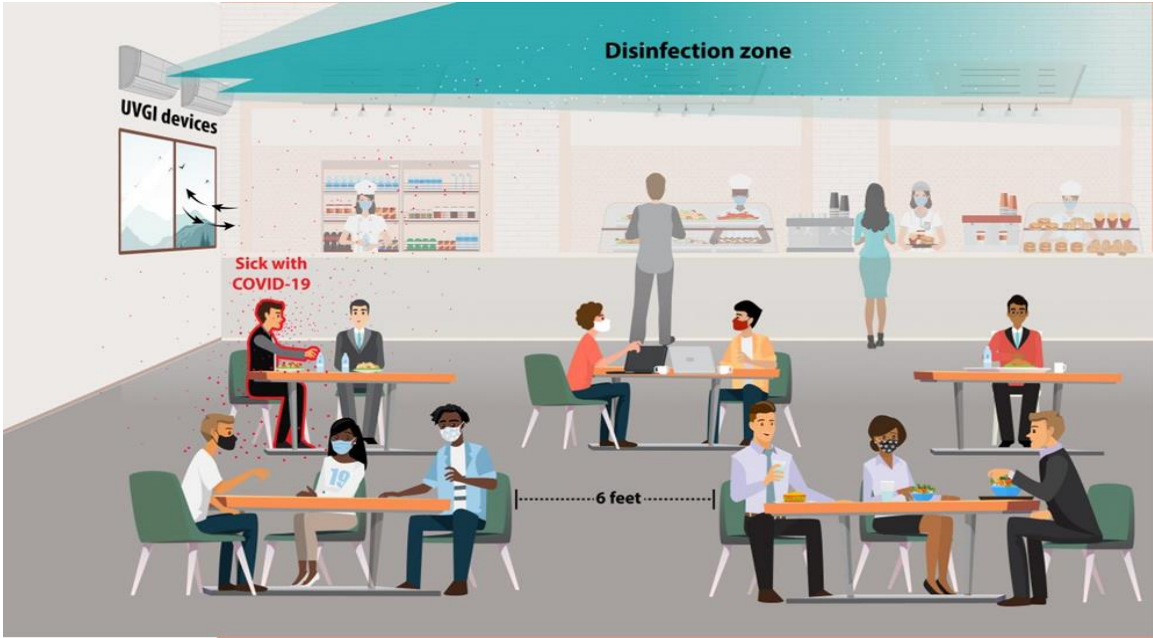 Disinfection zone
UVGI devices
Sick with
COVID-19
6 feet
19